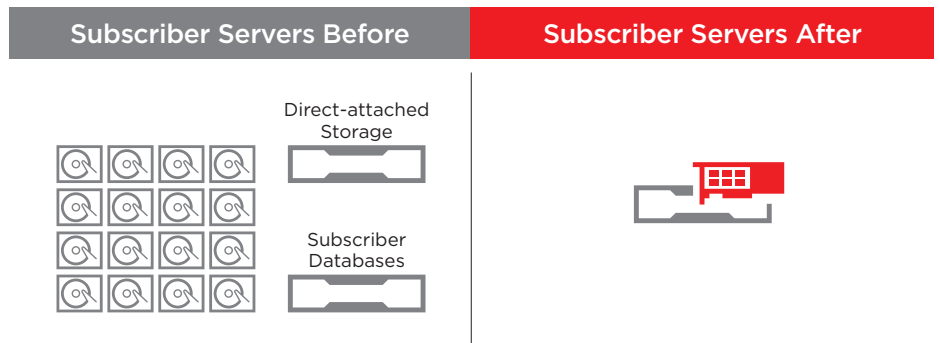 Subscriber Servers Before
Subscriber Servers After
Direct-attached
Storage
Subscriber
Databases